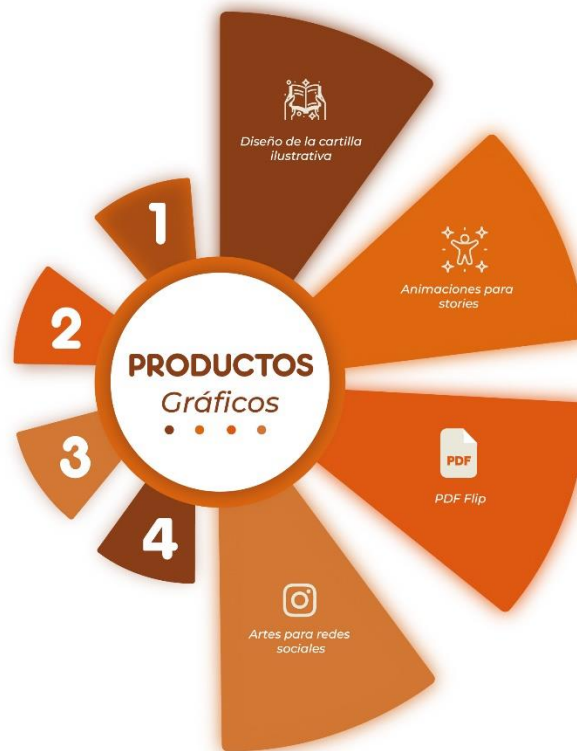 Diseño de la cartilla
ilustrativa
1
Animaciones para
stories
2
PRODUCTOS
Gráficos
3
PDF
PDF Flip
4
Artes para redes
sociales